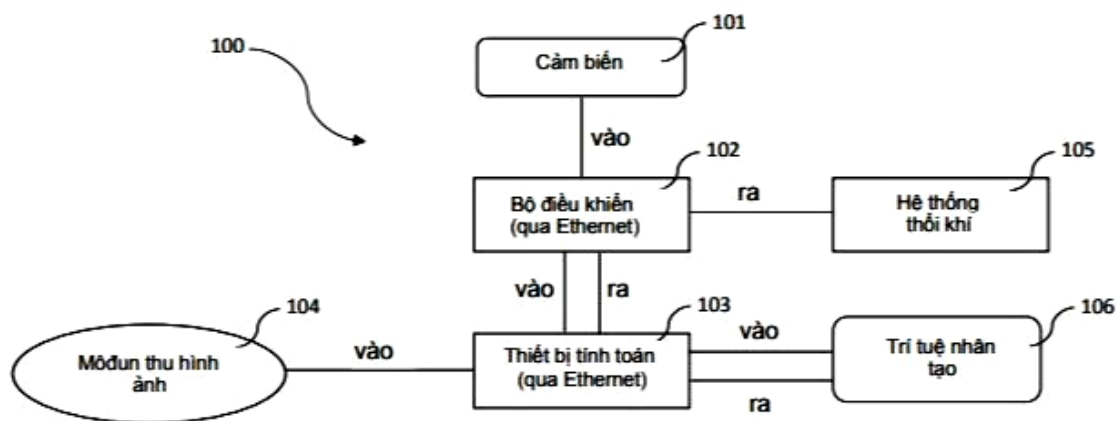 100
101
Cảm biến
vào
102
105
Bộ điều khiển
(qua Ethernet)
ra
Hệ thống
thổi khí
vào
ra
104
103
106
Môđun thu hình
ảnh
vào
Thiết bị tính toán
(qua Ethernet)
vào
ra
Trí tuệ nhân
tạo